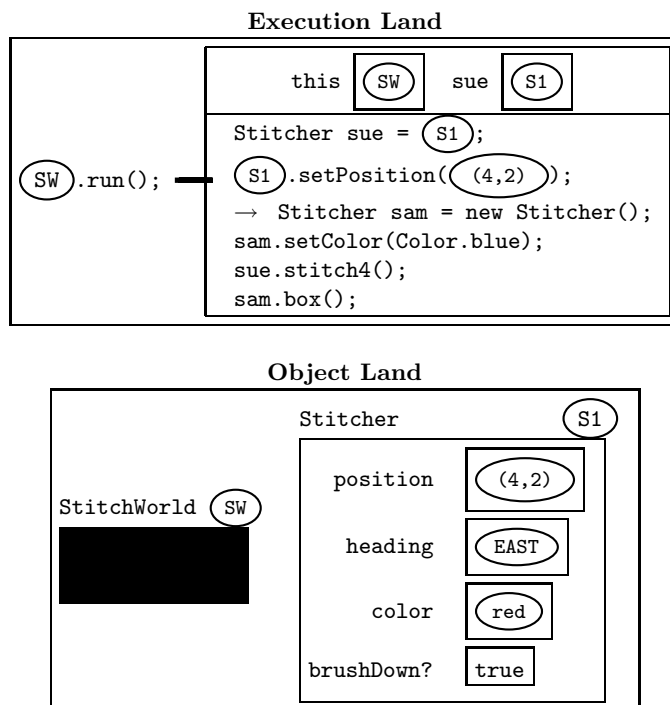 Execution Land
this SW sue S1
Stitcher sue = S1;
SW.run();
S1.setPosition((4,2));
→ Stitcher sam = new Stitcher();
sam.setColor(Color.blue);
sue.stitch4();
sam.box();
Object Land
Stitcher S1
position (4,2)
StitchWorld SW
heading EAST
color red
brushDown? true